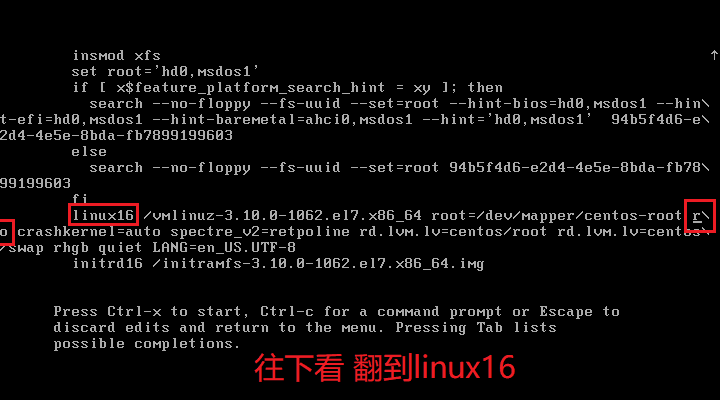 insmod xfs
set root='hd0,msdos1'
if [ x$feature_platform_search_hint = xy ]; then
search --no-floppy --fs-uuid --set=root --hint-bios=hd0,msdos1 --hin\
t-efi=hd0,msdos1 --hint-baremetal=ahci0,msdos1 --hint='hd0,msdos1' 94b5f4d6-e\
2d4-4e5e-8bda-fb7899199603
else
search --no-floppy --fs-uuid --set=root 94b5f4d6-e2d4-4e5e-8bda-fb78\
99199603
fi
linux16 /vmlinuz-3.10.0-1062.el7.x86_64 root=/dev/mapper/centos-root r\
o crashkernel=auto spectre_v2=retpoline rd.lvm.lv=centos/root rd.lvm.lv=centos\
/swap rhgb quiet LANG=en_US.UTF-8
initrd16 /initramfs-3.10.0-1062.el7.x86_64.img
Press Ctrl-x to start, Ctrl-c for a command prompt or Escape to
discard edits and return to the menu. Pressing Tab lists
possible completions.
往下看 翻到linux16